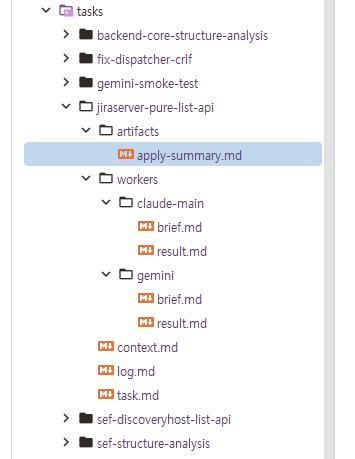 tasks
backend-core-structure-analysis
fix-dispatcher-crlf
gemini-smoke-test
jiraserver-pure-list-api
artifacts
apply-summary.md
workers
claude-main
brief.md
result.md
gemini
brief.md
result.md
context.md
log.md
task.md
sef-discoveryhost-list-api
sef-structure-analysis